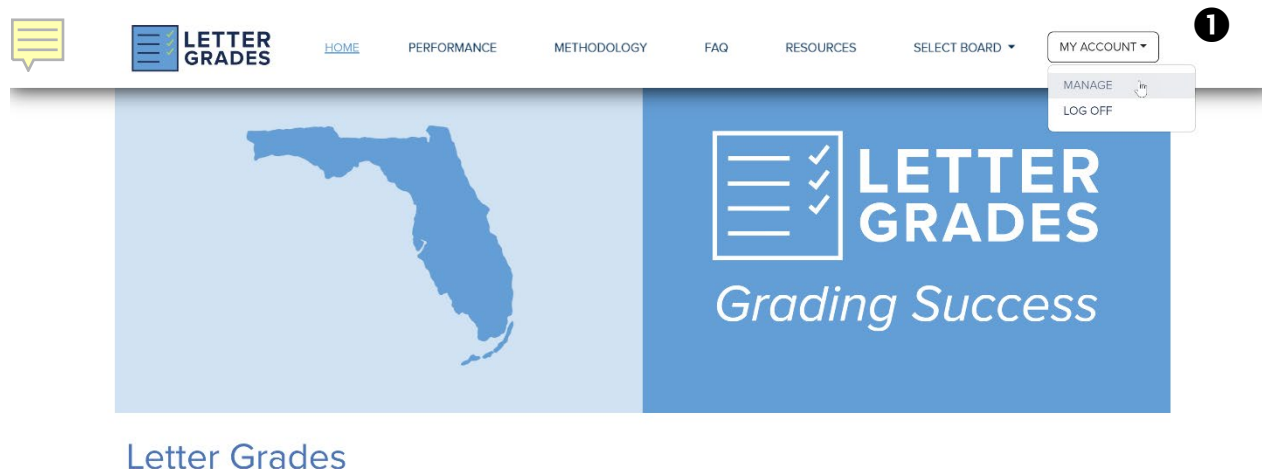 LETTER
GRADES
HOME
PERFORMANCE
METHODOLOGY
FAQ
RESOURCES
SELECT BOARD
MY ACCOUNT
1
MANAGE
LOG OFF
LETTER
GRADES
Grading Success
Letter Grades